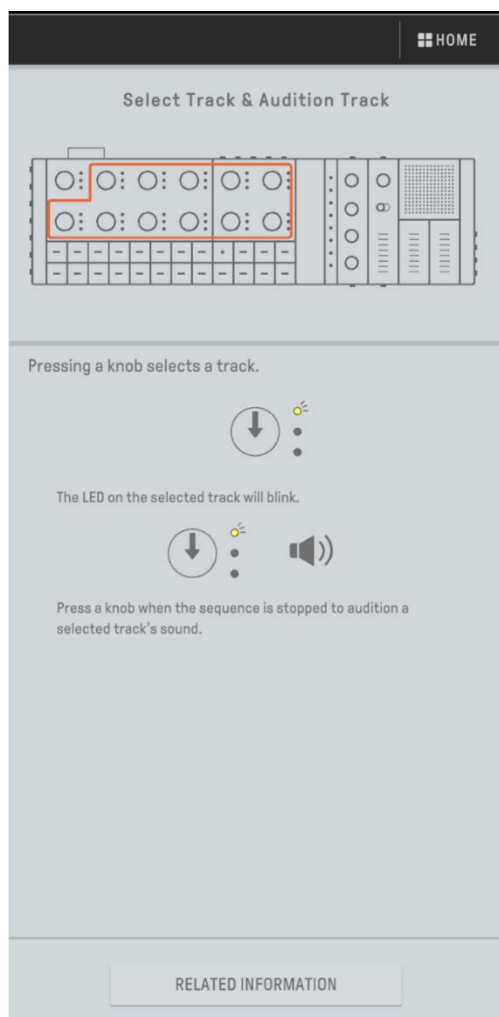 HOME
Select Track & Audition Track
Pressing a knob selects a track.
The LED on the selected track will blink.
Press a knob when the sequence is stopped to audition a
selected track's sound.
RELATED INFORMATION